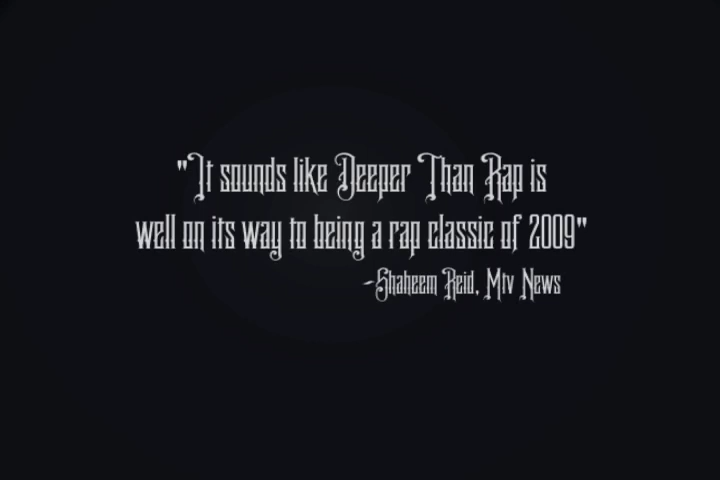 "It sounds like Deeper Than Rap is
well on its way to being a rap classic of 2009"
-Shaheem Reid, Mtv News